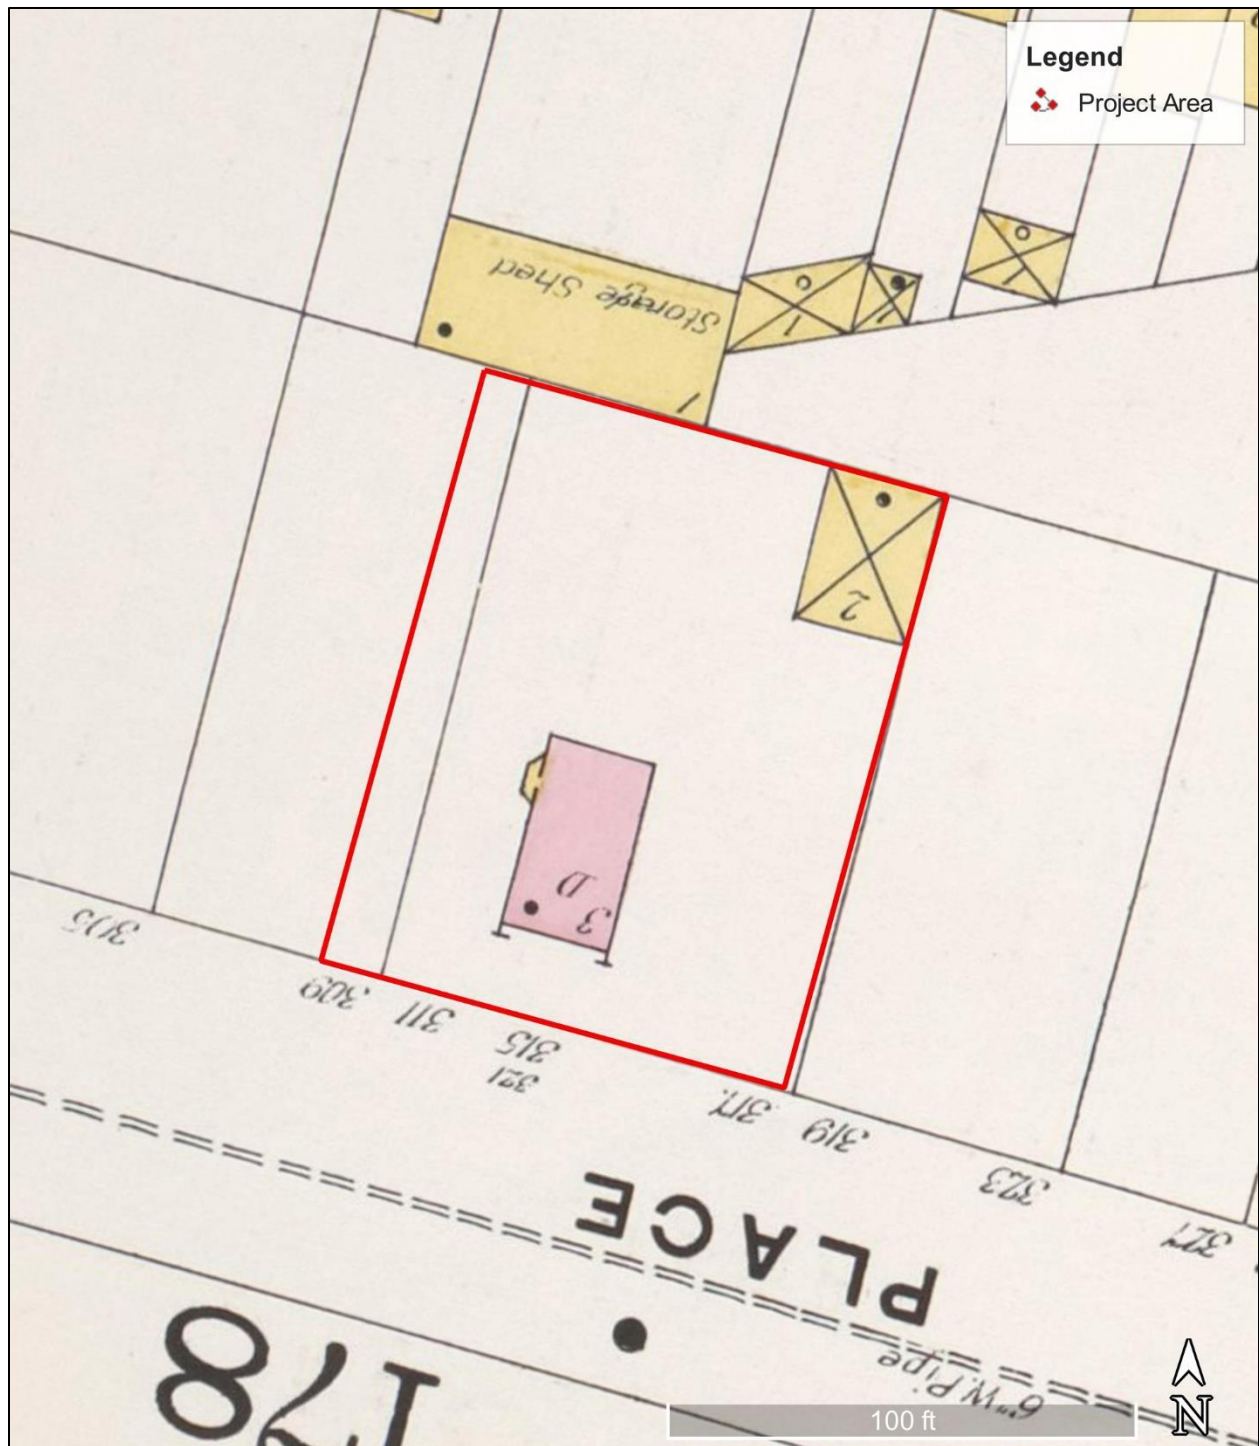 Legend
Project Area
Storage Shed
1
1
1
1
2
3
D
305
309
311
315
321
317.
319
323
327
PLACE
6" W. Pipe
178
100 ft
N